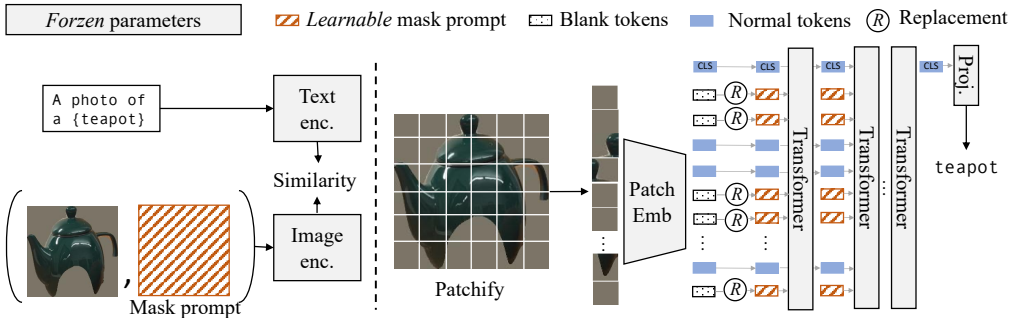 Forzen parameters
Learnable mask prompt
Blank tokens
Normal tokens
R Replacement
A photo of
a {teapot}
Text
enc.
Similarity
Image
enc.
,
Mask prompt
Patchify
Patch
Emb
CLS
CLS
CLS
CLS
R
R
R
R
R
Transformer
Transformer
Transformer
Proj.
teapot